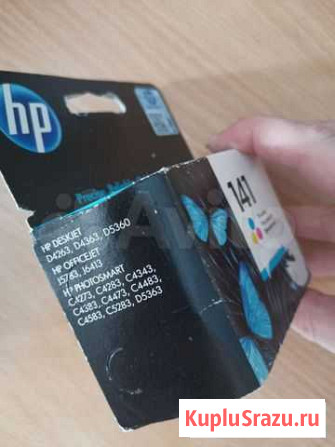 hp
HP DESKJET
D4263, D4363, D5360
HP OFFICEJET
J5783, J6413
HP PHOTOSMART
C4273, C4283, C4343,
C4383, C4473, C4483,
C4583, C5283, D5363
141
Avito
KupluSrazu.ru